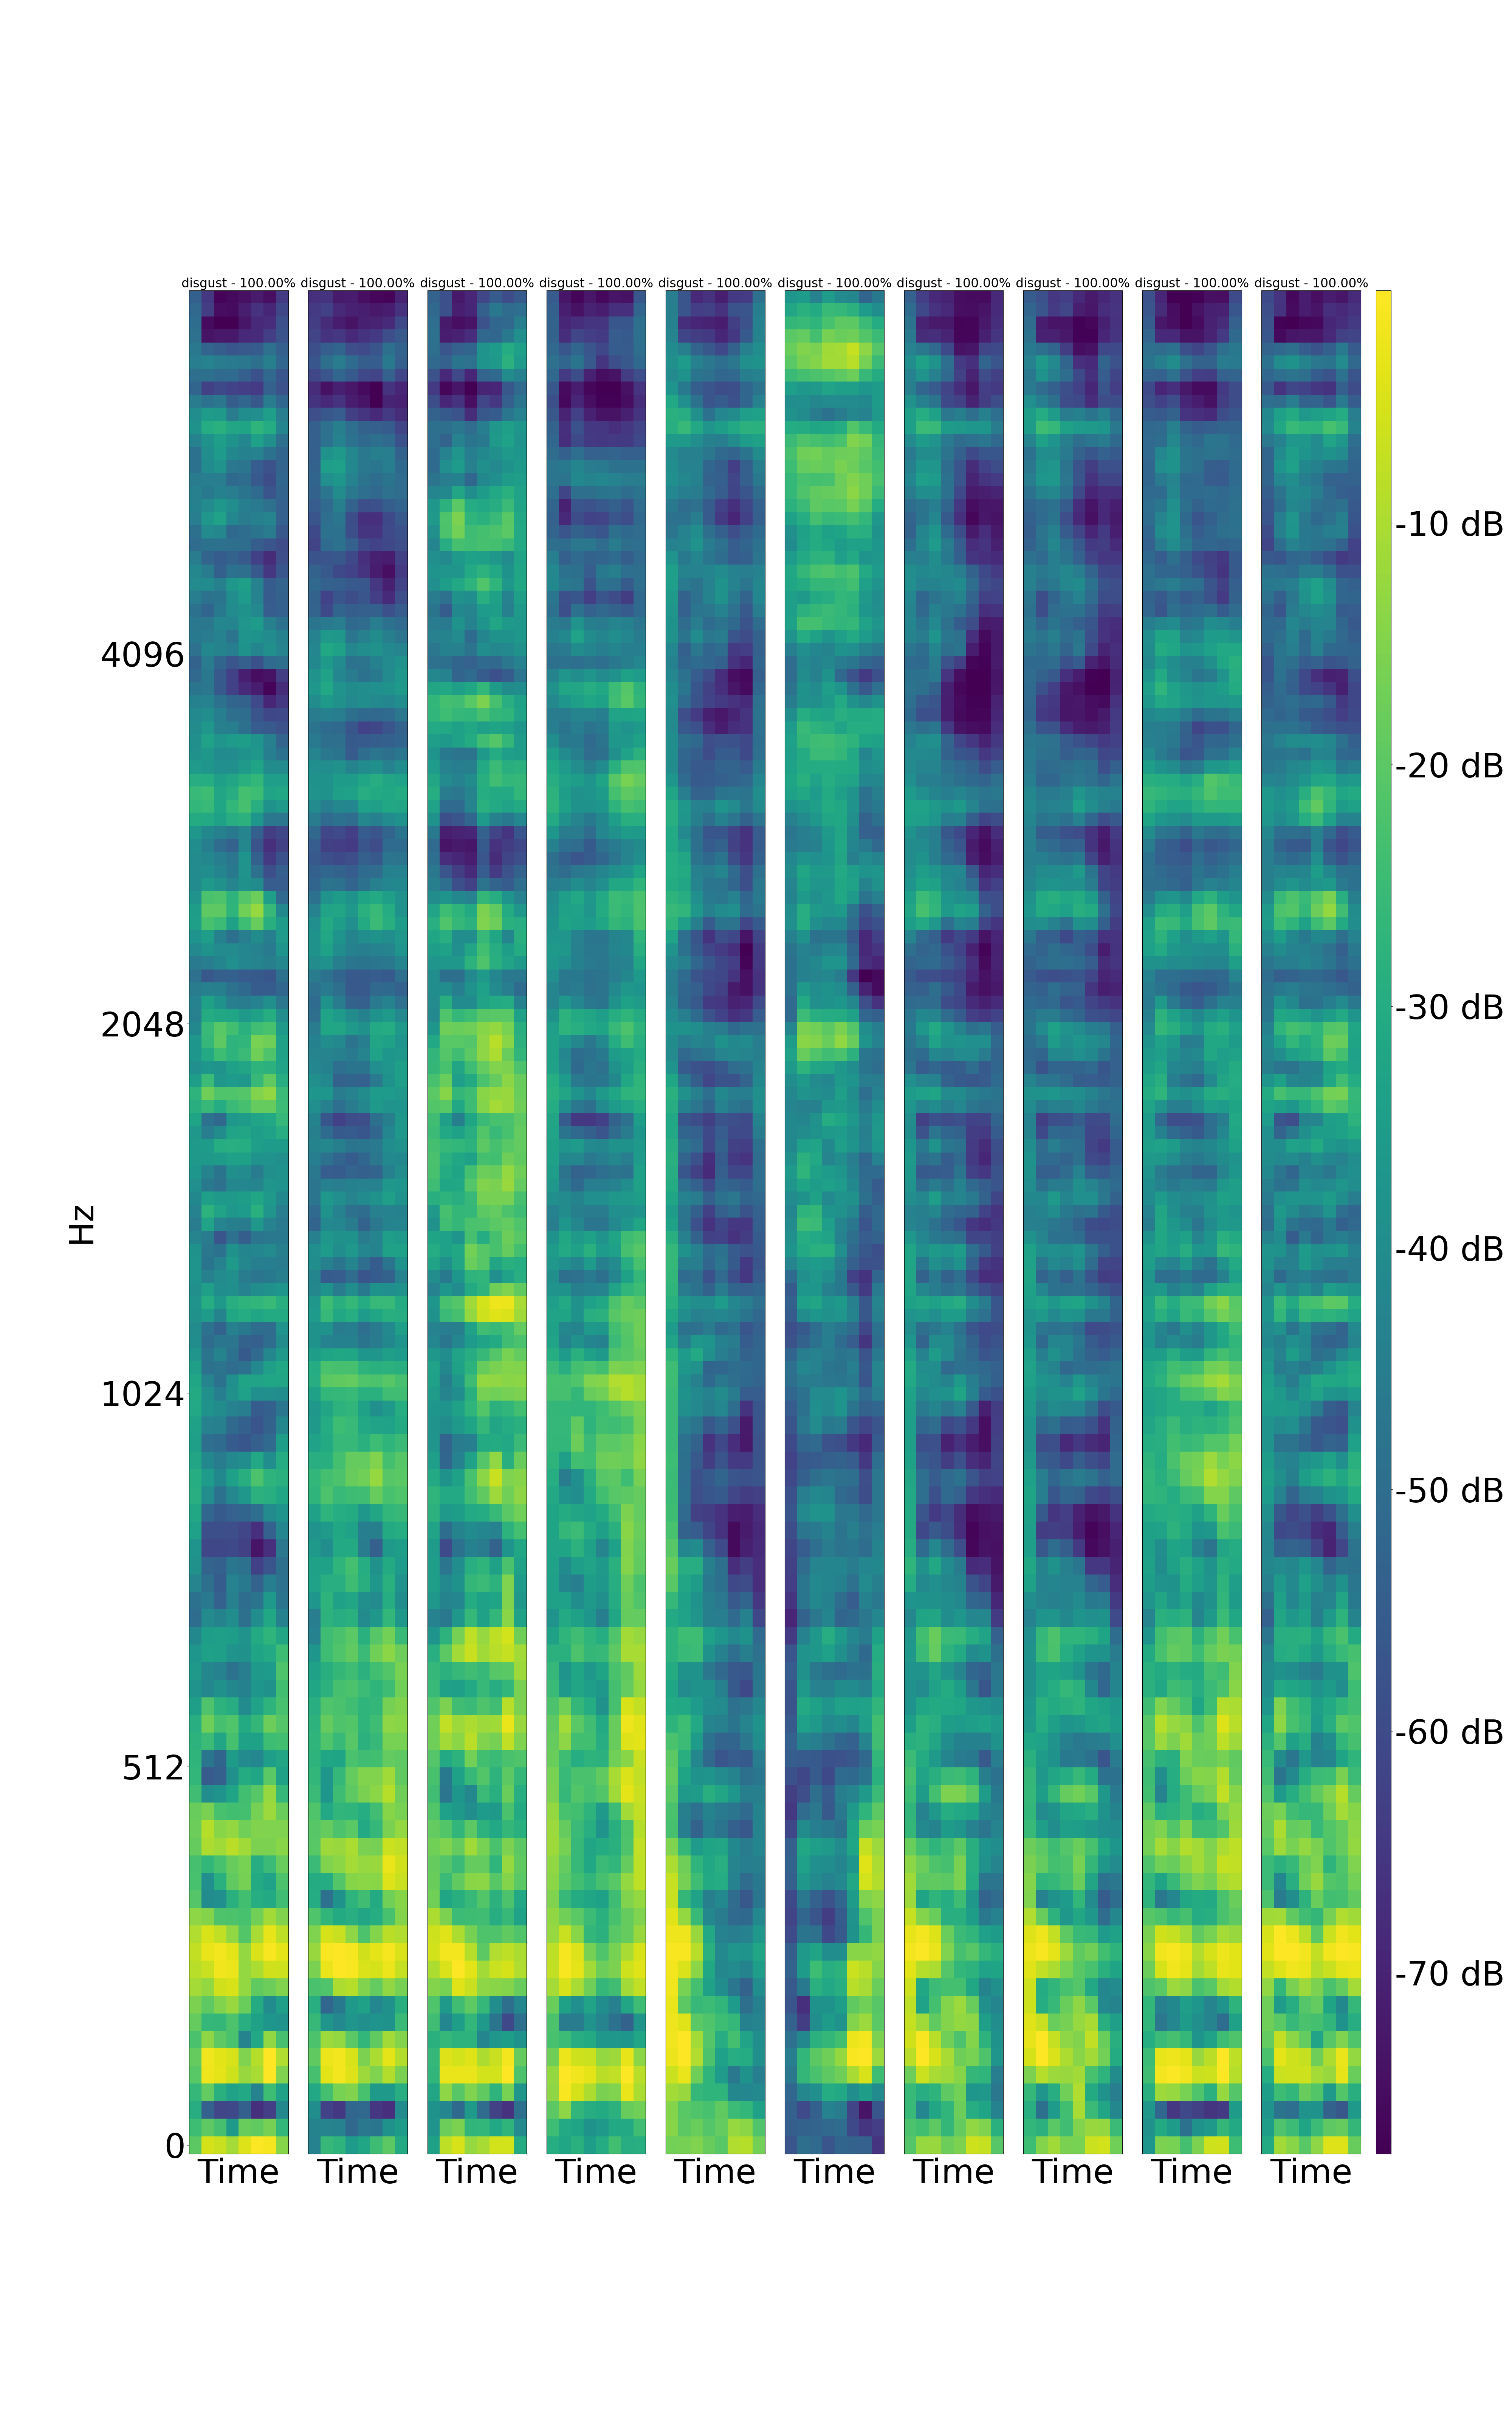 disgust - 100.00% disgust - 100.00% disgust - 100.00% disgust - 100.00% disgust - 100.00% disgust - 100.00% disgust - 100.00% disgust - 100.00% disgust - 100.00% disgust - 100.00%
-10 dB
4096
-20 dB
-30 dB
2048
Hz
-40 dB
1024
-50 dB
-60 dB
512
-70 dB
0
Time Time Time Time Time Time Time Time Time Time